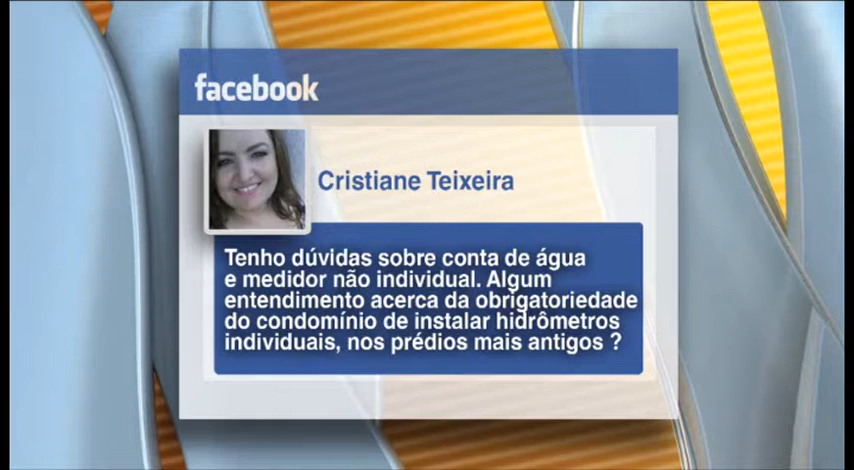 facebook
Cristiane Teixeira
Tenho dúvidas sobre conta de água
e medidor não individual. Algum
entendimento acerca da obrigatoriedade
do condomínio de instalar hidrômetros
individuais, nos prédios mais antigos ?